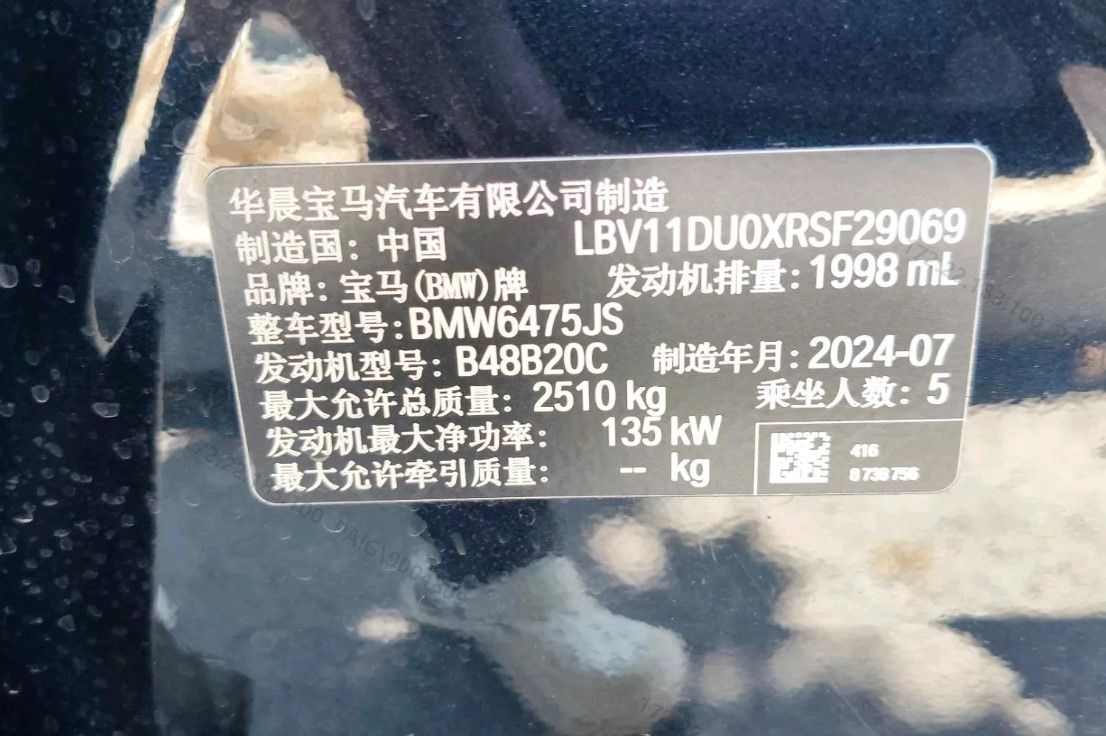 华晨宝马汽车有限公司制造
制造国：中国 LBV11DU0XRSF29069
品牌：宝马(BMW)牌 发动机排量：1998 mL
整车型号：BMW6475JS
发动机型号：B48B20C 制造年月：2024-07
最大允许总质量：2510 kg 乘坐人数：5
发动机最大净功率：135 kW
最大允许牵引质量：-- kg
416
8 738 756